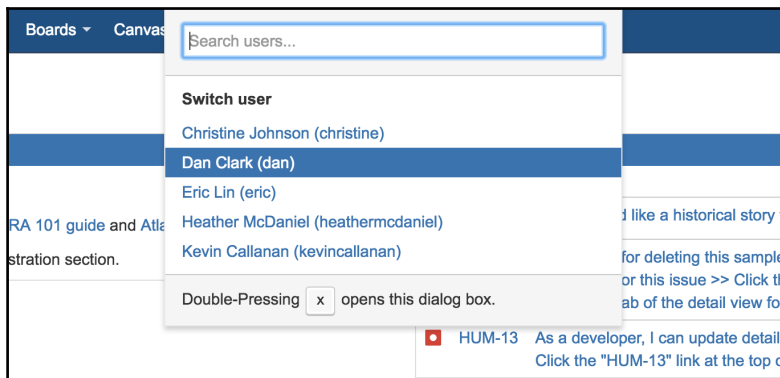 Boards Canvas
Search users...
Switch user
Christine Johnson (christine)
Dan Clark (dan)
Eric Lin (eric)
Heather McDaniel (heathermcdaniel)
Kevin Callanan (kevincallanan)
Double-Pressing x opens this dialog box.
RA 101 guide and Atla
stration section.
d like a historical story
for deleting this sample
or this issue >> Click t
ab of the detail view fo
HUM-13 As a developer, I can update detail
Click the "HUM-13" link at the top